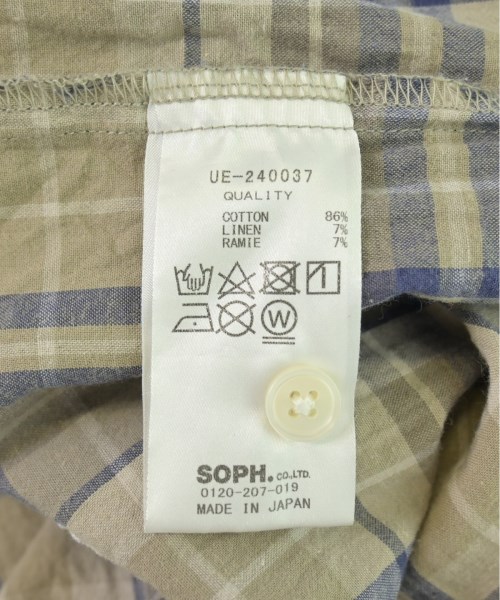 UE-240037
QUALITY
COTTON 86%
LINEN 7%
RAMIE 7%
W
SOPH. CO.,LTD.
0120-207-019
MADE IN JAPAN